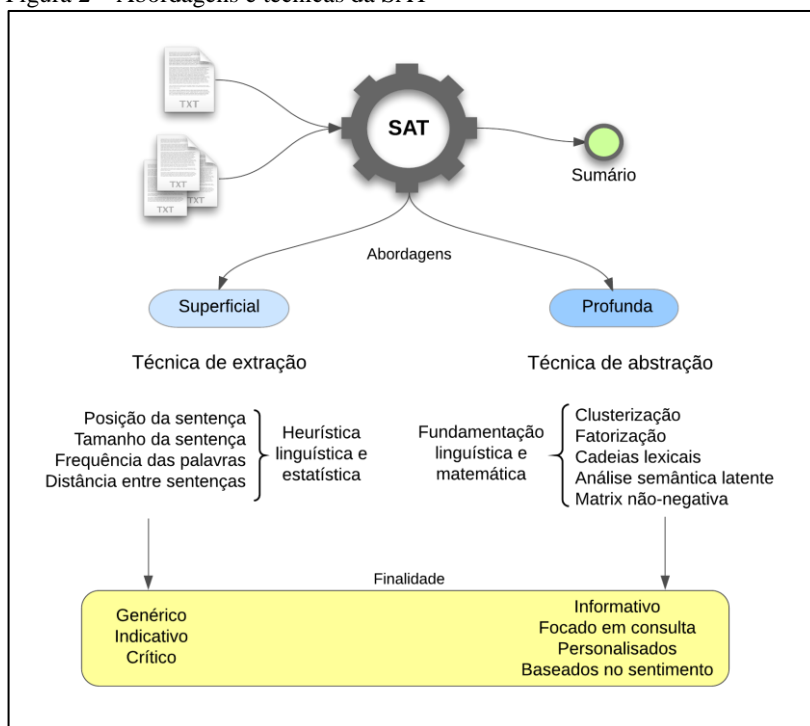 Figura 2 – Abordagens e técnicas da SAT
TXT
SAT
TXT
TXT
Sumário
Abordagens
Superficial
Profunda
Técnica de extração
Técnica de abstração
Posição da sentença
Tamanho da sentença
Frequência das palavras
Distância entre sentenças
Heurística
linguística e
estatística
Fundamentação
linguística e
matemática
Clusterização
Fatorização
Cadeias lexicais
Análise semântica latente
Matrix não-negativa
Finalidade
Genérico
Indicativo
Crítico
Informativo
Focado em consulta
Personalisados
Baseados no sentimento